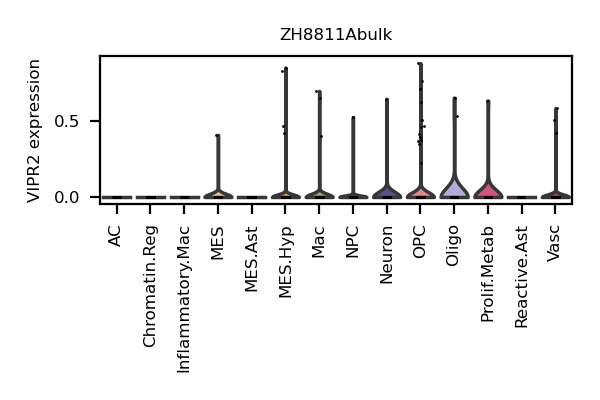 ZH8811Abulk
VIPR2 expression
0.5
0.0
AC
Chromatin.Reg
Inflammatory.Mac
MES
MES.Ast
MES.Hyp
Mac
NPC
Neuron
OPC
Oligo
Prolif.Metab
Reactive.Ast
Vasc